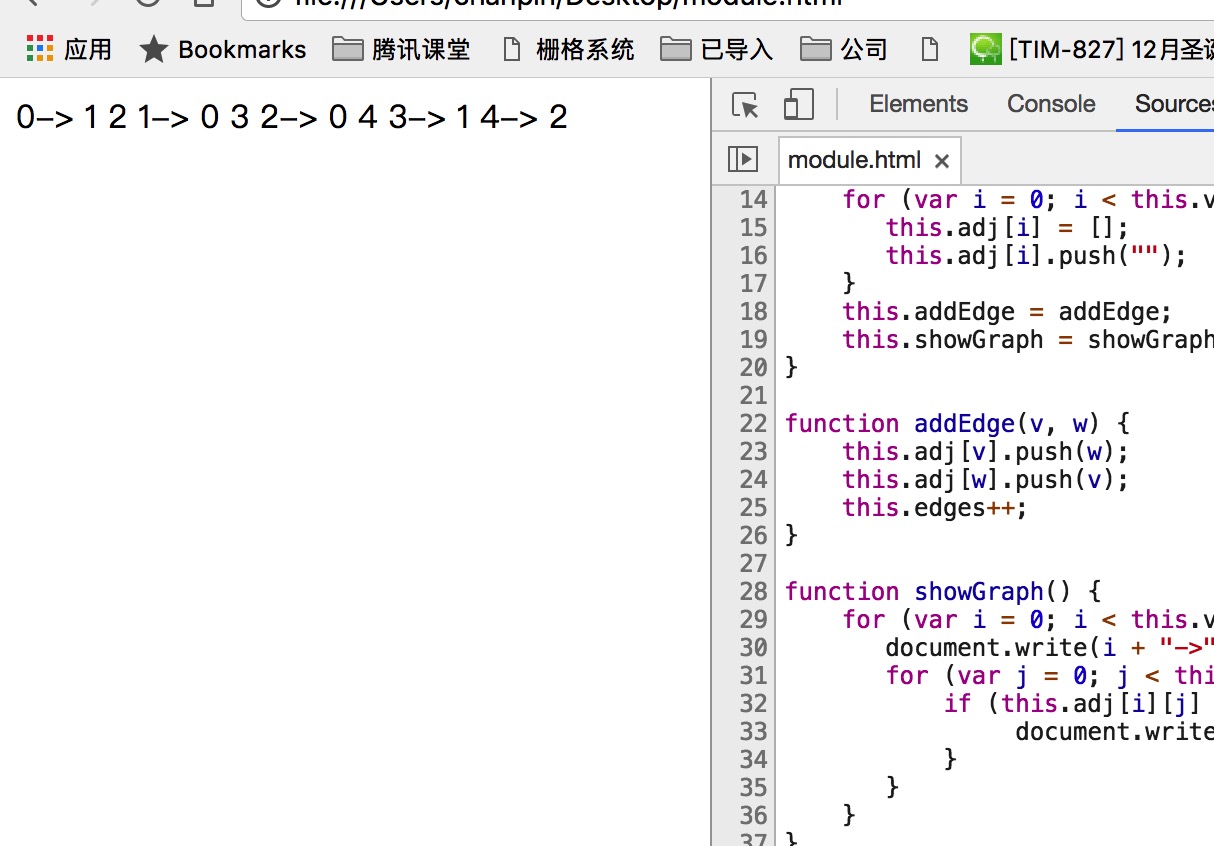 file:///Users/shanpin/Desktop/module.html
应用 Bookmarks 腾讯课堂 栅格系统 已导入 公司 [TIM-827] 12月圣诞
0–> 1 2 1–> 0 3 2–> 0 4 3–> 1 4–> 2
Elements Console Sources
module.html ×
14 for (var i = 0; i < this.v
15 this.adj[i] = [];
16 this.adj[i].push("");
17 }
18 this.addEdge = addEdge;
19 this.showGraph = showGraph
20 }
21
22 function addEdge(v, w) {
23 this.adj[v].push(w);
24 this.adj[w].push(v);
25 this.edges++;
26 }
27
28 function showGraph() {
29 for (var i = 0; i < this.v
30 document.write(i + "–>"
31 for (var j = 0; j < thi
32 if (this.adj[i][j]
33 document.write
34 }
35 }
36 }
37 }